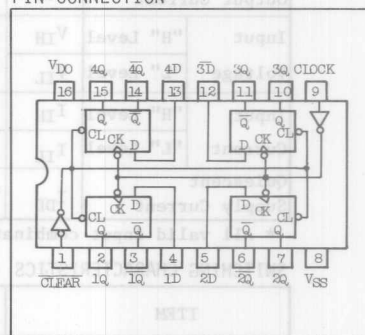 PIN CONNECTION
VDD 4Q 4Q̅ 4D 3D 3Q̅ 3Q CLOCK
16 15 14 13 12 11 10 9
Q Q̅ Q̅ Q
CL CK D D CK CL
CL CK D D CK CL
Q Q̅ Q̅ Q
1 2 3 4 5 6 7 8
C̅L̅E̅A̅R̅ 1Q 1Q̅ 1D 2D 2Q̅ 2Q VSS